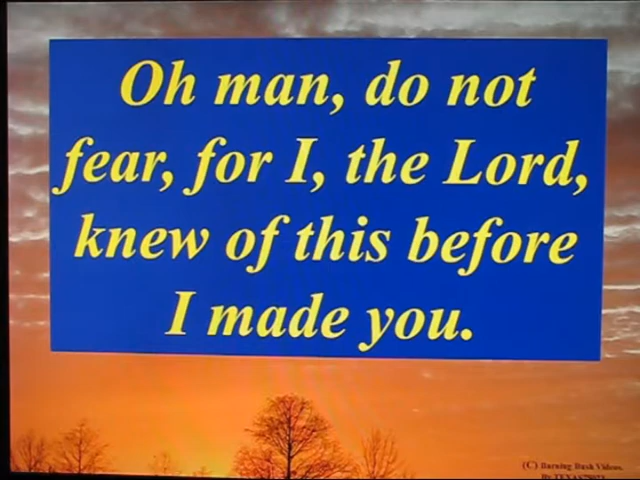 Oh man, do not
fear, for I, the Lord,
knew of this before
I made you.
(C) Burning Bush Videos.